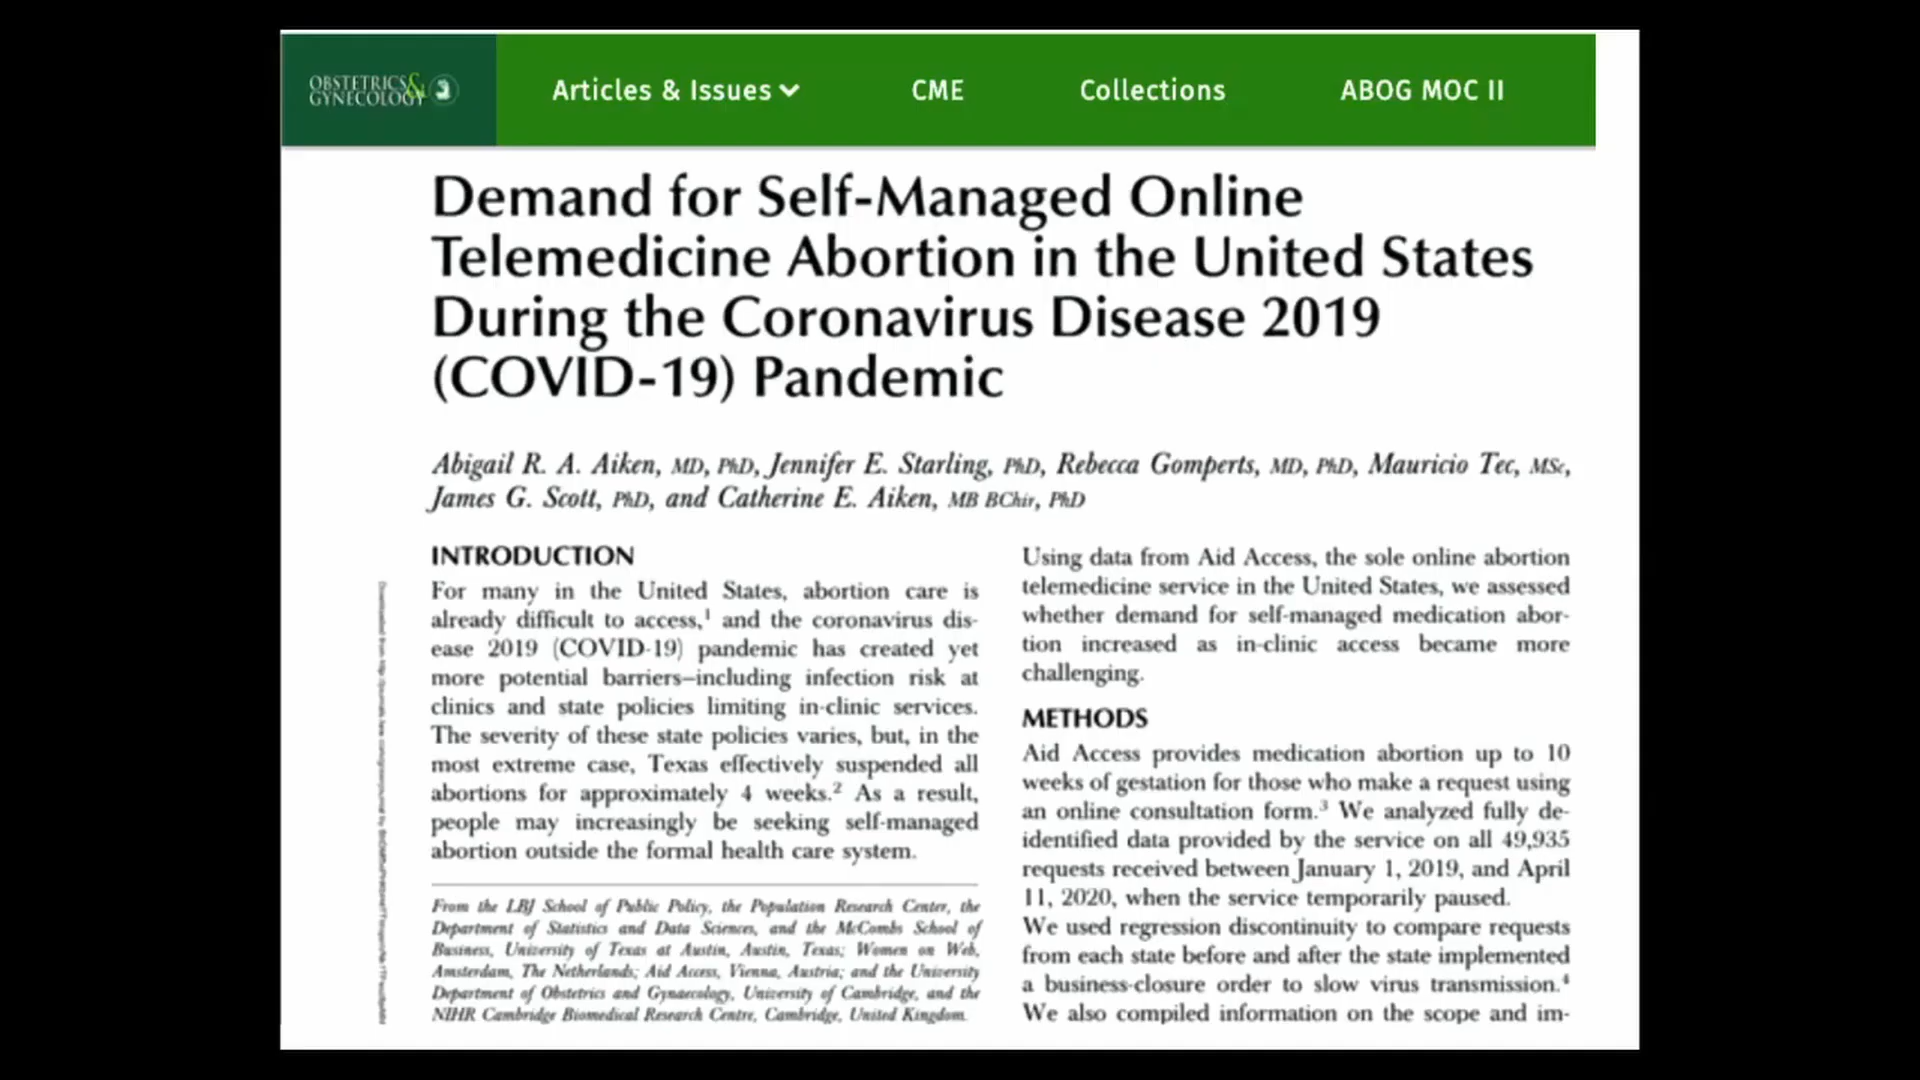 OBSTETRICS &
GYNECOLOGY
Articles & Issues
CME
Collections
ABOG MOC II
Demand for Self-Managed Online
Telemedicine Abortion in the United States
During the Coronavirus Disease 2019
(COVID-19) Pandemic
Abigail R. A. Aiken, MD, PhD, Jennifer E. Starling, PhD, Rebecca Gomperts, MD, PhD, Mauricio Tec, MSc,
James G. Scott, PhD, and Catherine E. Aiken, MB BChir, PhD
INTRODUCTION
For many in the United States, abortion care is
already difficult to access,¹ and the coronavirus dis-
ease 2019 (COVID-19) pandemic has created yet
more potential barriers—including infection risk at
clinics and state policies limiting in-clinic services.
The severity of these state policies varies, but, in the
most extreme case, Texas effectively suspended all
abortions for approximately 4 weeks.² As a result,
people may increasingly be seeking self-managed
abortion outside the formal health care system.
From the LBJ School of Public Policy, the Population Research Center, the
Department of Statistics and Data Sciences, and the McCombs School of
Business, University of Texas at Austin, Austin, Texas; Women on Web,
Amsterdam, The Netherlands; Aid Access, Vienna, Austria; and the University
Department of Obstetrics and Gynaecology, University of Cambridge, and the
NIHR Cambridge Biomedical Research Centre, Cambridge, United Kingdom.
Using data from Aid Access, the sole online abortion
telemedicine service in the United States, we assessed
whether demand for self-managed medication abor-
tion increased as in-clinic access became more
challenging.
METHODS
Aid Access provides medication abortion up to 10
weeks of gestation for those who make a request using
an online consultation form.³ We analyzed fully de-
identified data provided by the service on all 49,935
requests received between January 1, 2019, and April
11, 2020, when the service temporarily paused.
We used regression discontinuity to compare requests
from each state before and after the state implemented
a business-closure order to slow virus transmission.⁴
We also compiled information on the scope and im-